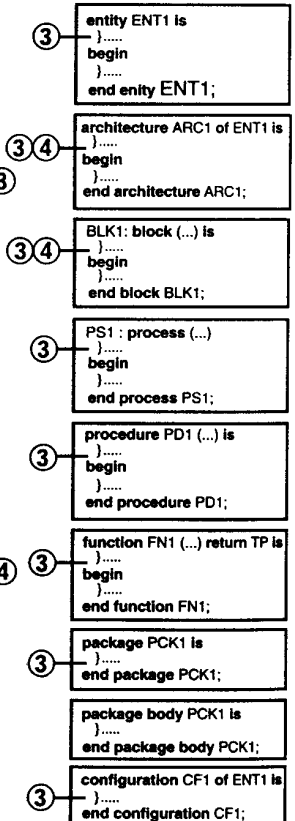 entity ENT1 is
③ }.....
begin
}.....
end enity ENT1;
architecture ARC1 of ENT1 is
③④ }.....
begin
③ }.....
end architecture ARC1;
BLK1: block (...) is
③④ }.....
begin
}.....
end block BLK1;
PS1 : process (...)
③ }.....
begin
}.....
end process PS1;
procedure PD1 (...) is
③ }.....
begin
}.....
end procedure PD1;
function FN1 (...) return TP is
④ ③ }.....
begin
}.....
end function FN1;
package PCK1 is
③ }.....
end package PCK1;
package body PCK1 is
}.....
end package body PCK1;
configuration CF1 of ENT1 is
③ }.....
end configuration CF1;